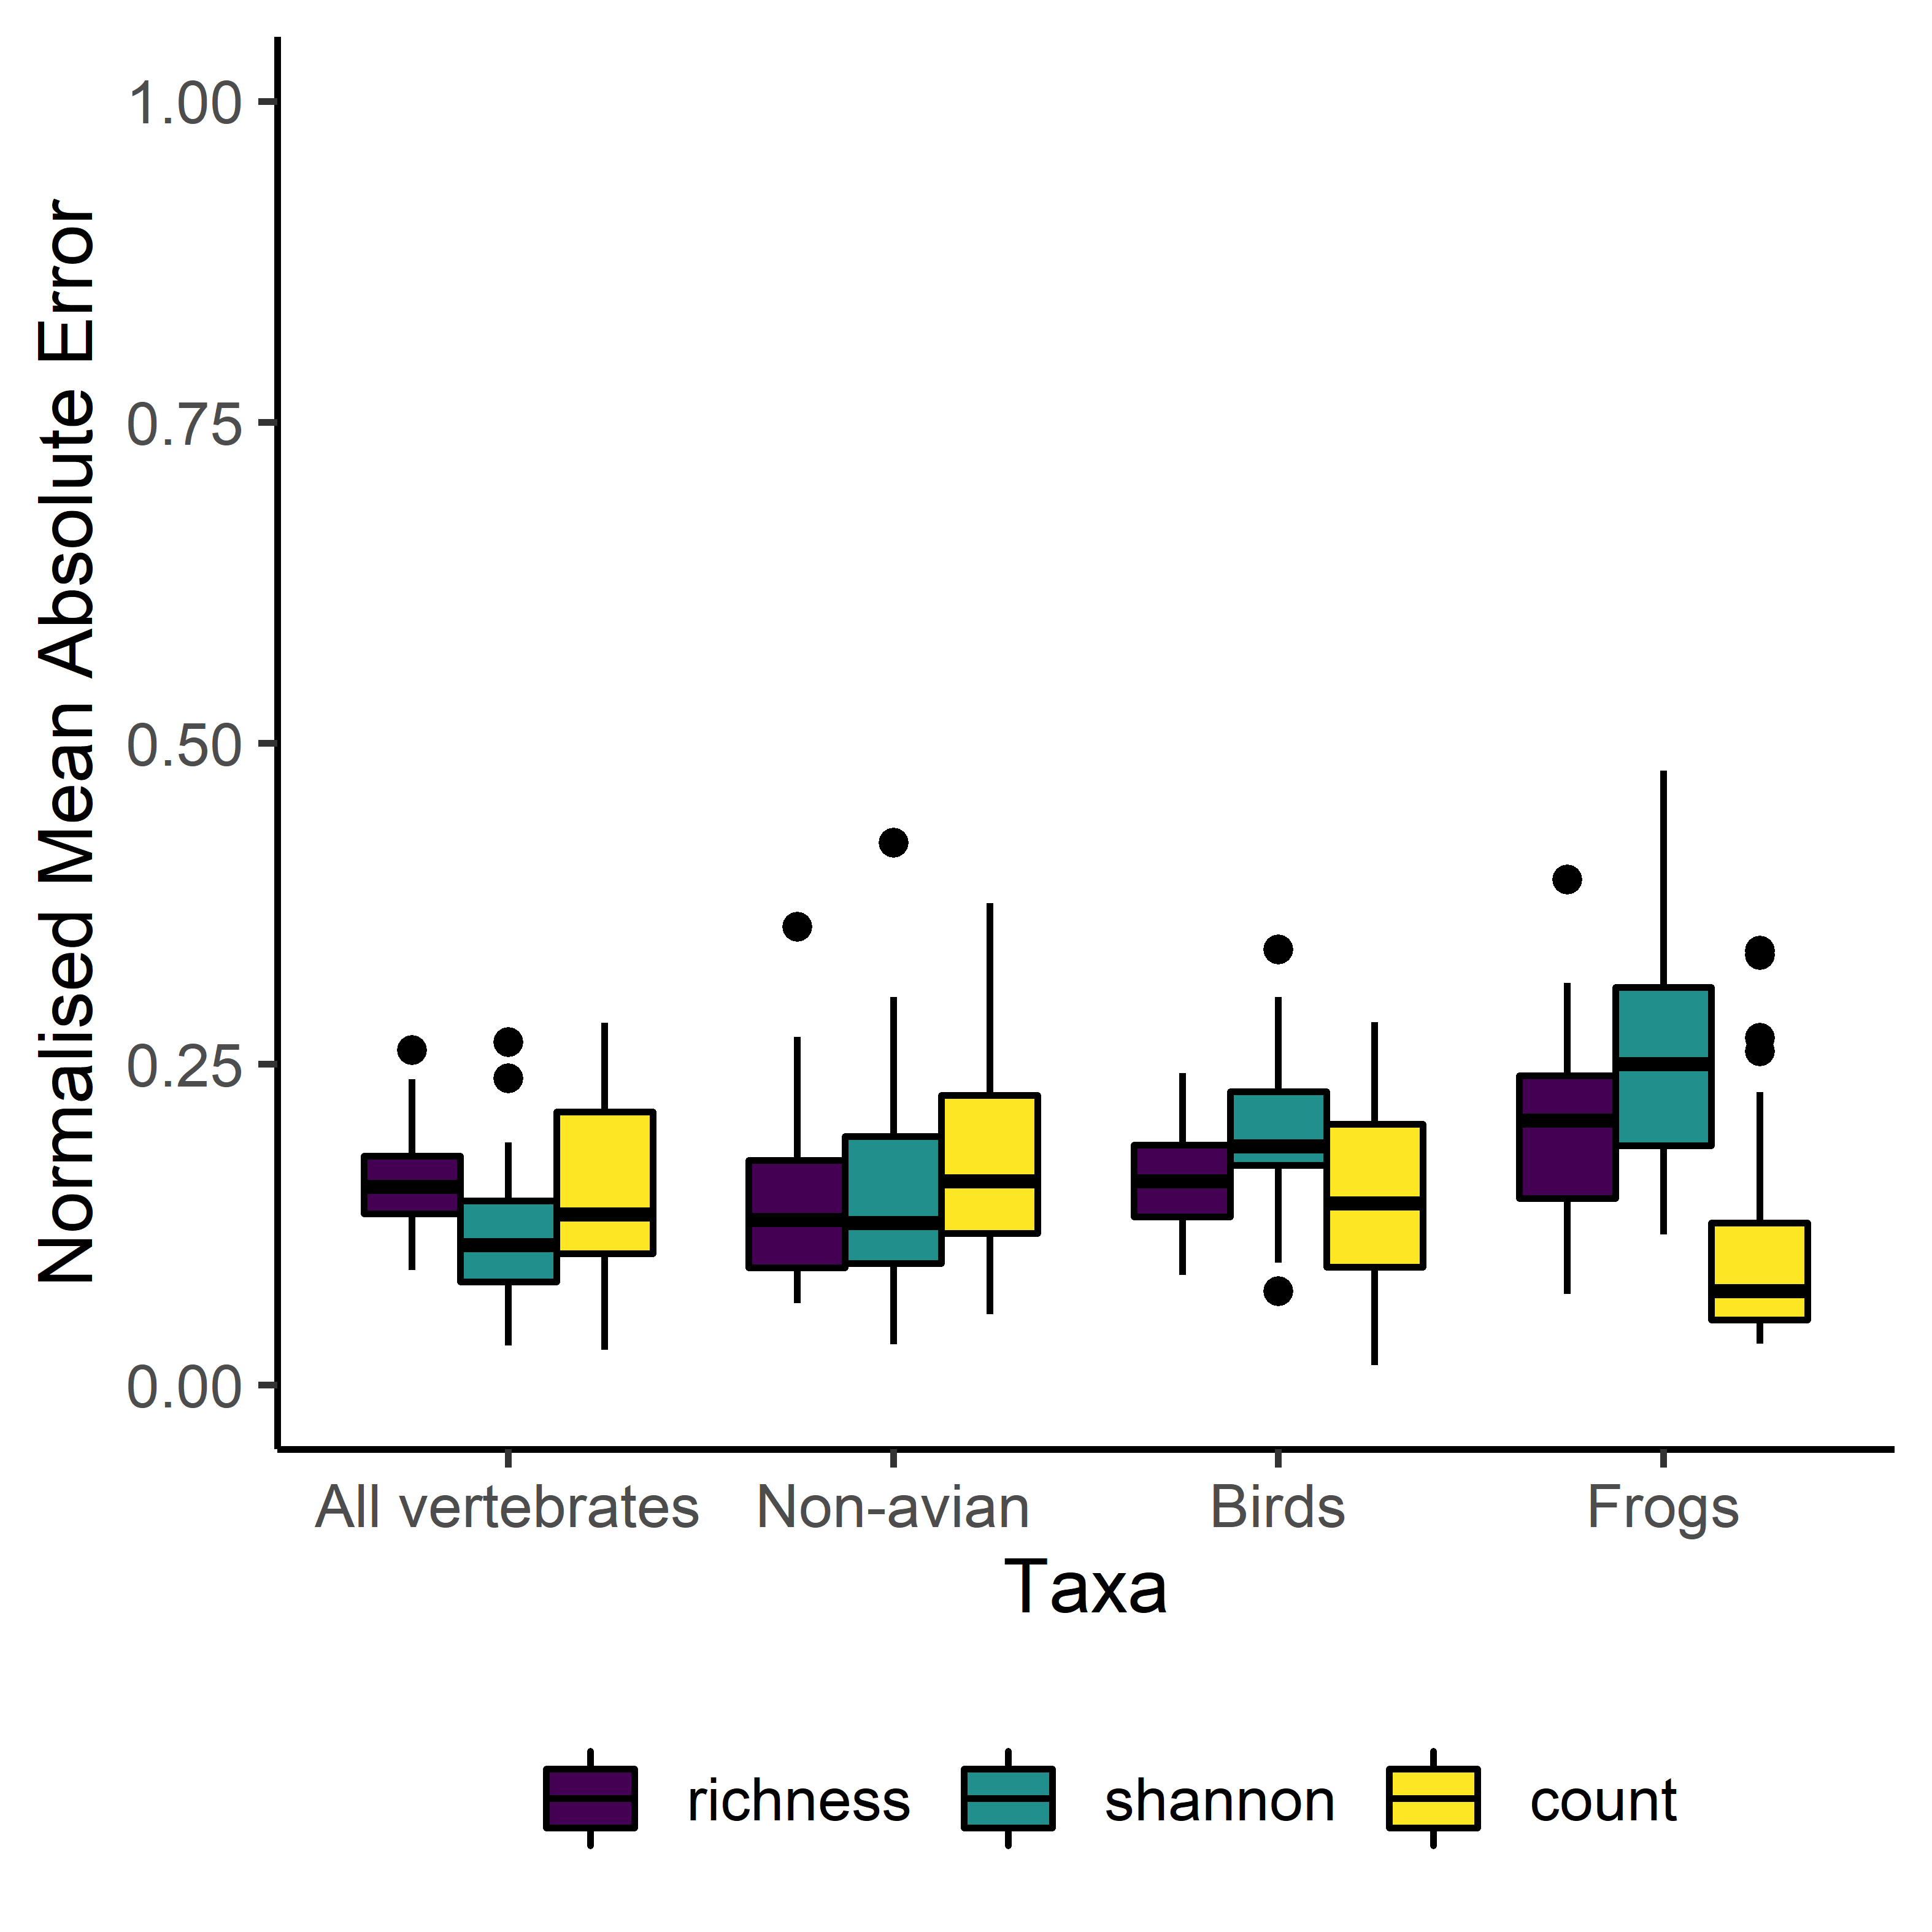 Normalised Mean Absolute Error
1.00
0.75
0.50
0.25
0.00
All vertebrates Non-avian Birds Frogs
Taxa
richness shannon count